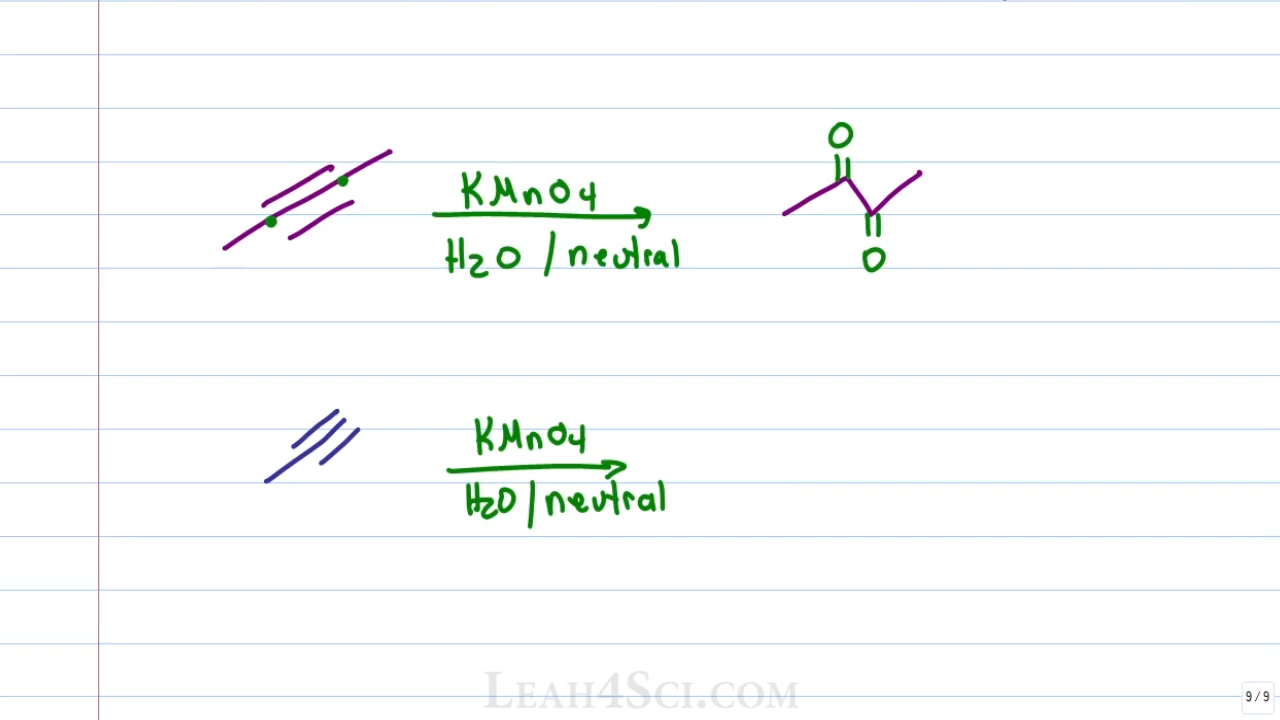 O
KMnO4
H2O / neutral
O
KMnO4
H2O / neutral
LEAH4SCI.COM
9 / 9